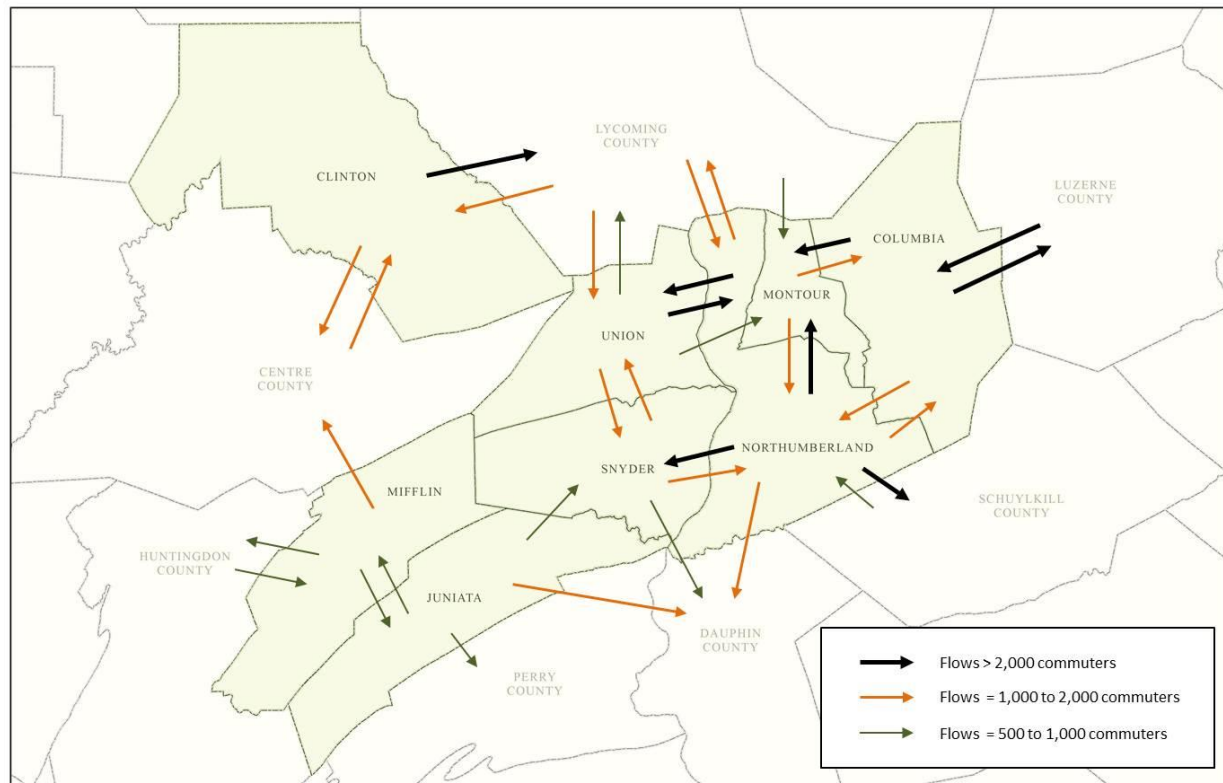 LYCOMING
COUNTY
CLINTON
LUZERNE
COUNTY
COLUMBIA
MONTOUR
UNION
CENTRE
COUNTY
NORTHUMBERLAND
SNYDER
MIFFLIN
SCHUYLKILL
COUNTY
HUNTINGDON
COUNTY
JUNIATA
DAUPHIN
COUNTY
PERRY
COUNTY
Flows > 2,000 commuters
Flows = 1,000 to 2,000 commuters
Flows = 500 to 1,000 commuters